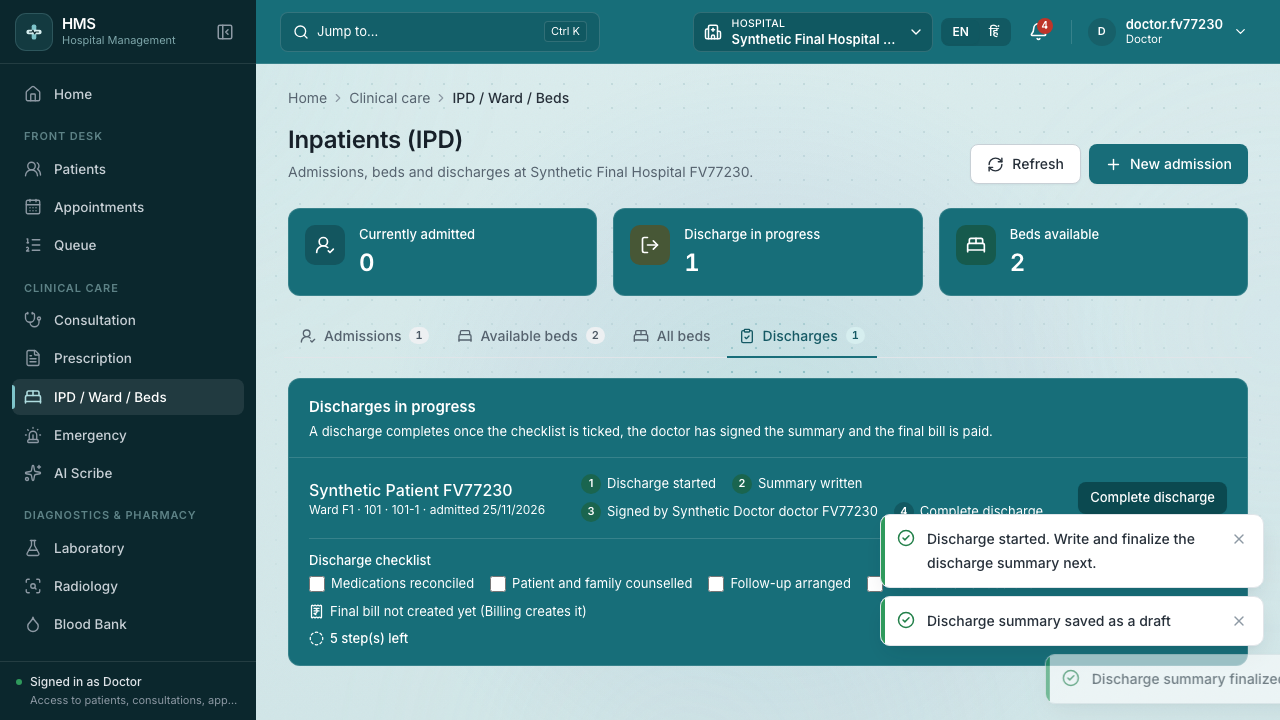 HMS
Hospital Management
Jump to...
Ctrl K
HOSPITAL
Synthetic Final Hospital ...
EN
हिं
4
D
doctor.fv77230
Doctor
Home
FRONT DESK
Patients
Appointments
Queue
CLINICAL CARE
Consultation
Prescription
IPD / Ward / Beds
Emergency
AI Scribe
DIAGNOSTICS & PHARMACY
Laboratory
Radiology
Blood Bank
Signed in as Doctor
Access to patients, consultations, app...
Home > Clinical care > IPD / Ward / Beds
Inpatients (IPD)
Admissions, beds and discharges at Synthetic Final Hospital FV77230.
Refresh
New admission
Currently admitted
0
Discharge in progress
1
Beds available
2
Admissions 1
Available beds 2
All beds
Discharges 1
Discharges in progress
A discharge completes once the checklist is ticked, the doctor has signed the summary and the final bill is paid.
Synthetic Patient FV77230
Ward F1 · 101 · 101-1 · admitted 25/11/2026
1 Discharge started
2 Summary written
3 Signed by Synthetic Doctor doctor FV77230
4 Complete discharge
Complete discharge
Discharge checklist
Medications reconciled
Patient and family counselled
Follow-up arranged
Final bill not created yet (Billing creates it)
5 step(s) left
Discharge started. Write and finalize the
discharge summary next.
Discharge summary saved as a draft
Discharge summary finalized